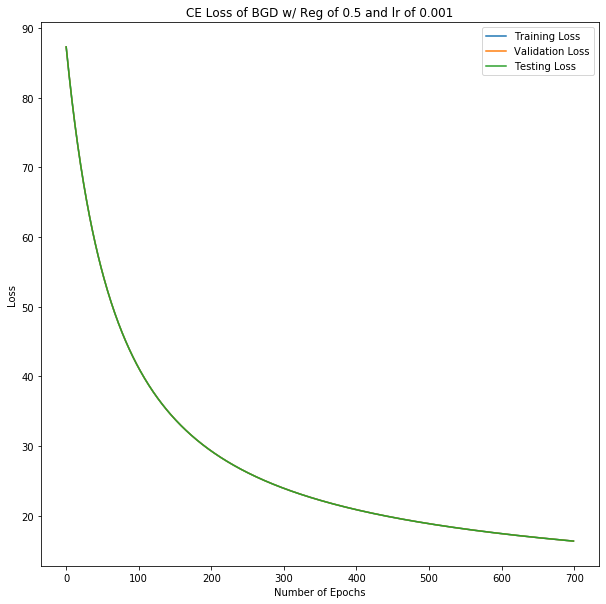 CE Loss of BGD w/ Reg of 0.5 and lr of 0.001
Training Loss
Validation Loss
Testing Loss
90
80
70
60
50
40
30
20
Loss
0 100 200 300 400 500 600 700
Number of Epochs